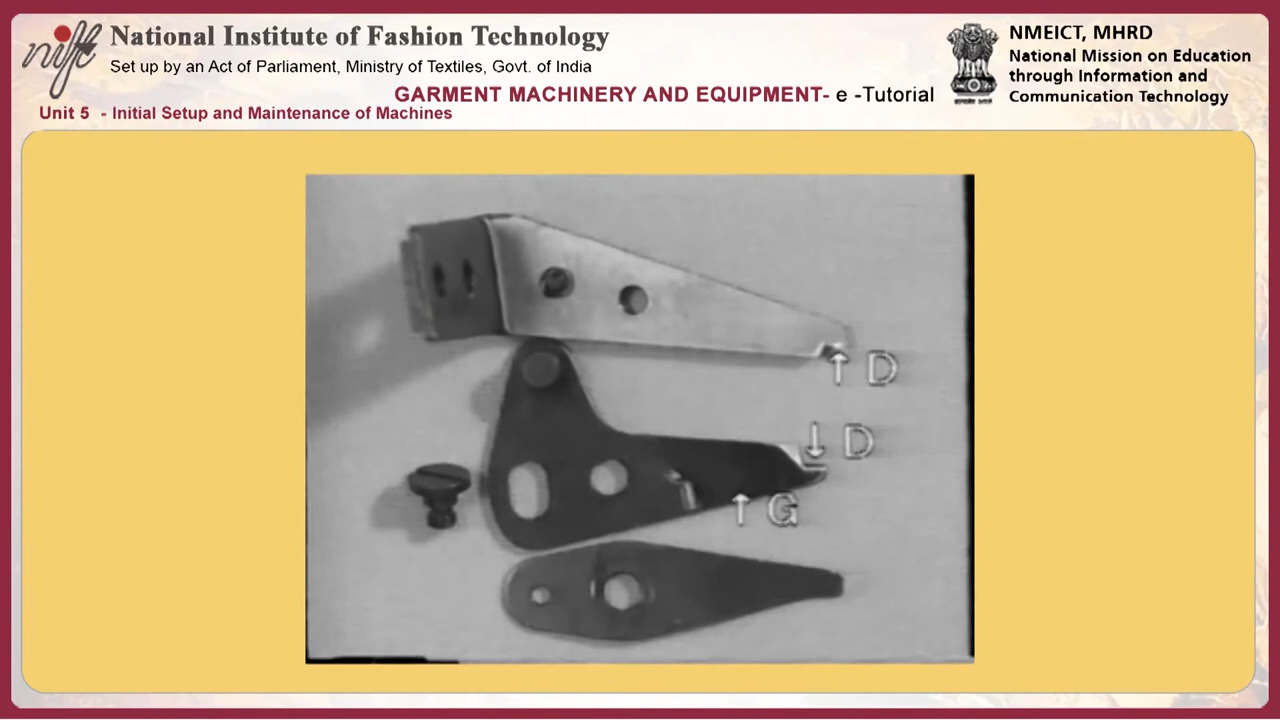 nift
National Institute of Fashion Technology
Set up by an Act of Parliament, Ministry of Textiles, Govt. of India
GARMENT MACHINERY AND EQUIPMENT- e -Tutorial
Unit 5 - Initial Setup and Maintenance of Machines
NMEICT, MHRD
National Mission on Education
through Information and
Communication Technology
↑ D
↓ D
↑ G